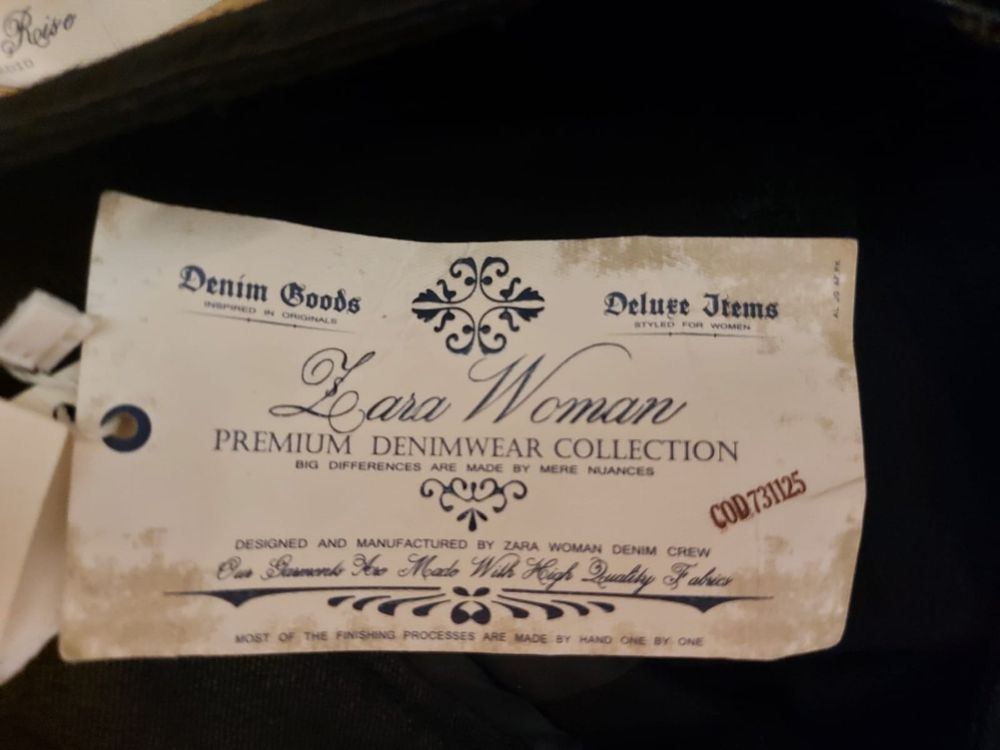 Riso
Denim Goods
INSPIRED IN ORIGINALS
Deluxe Items
STYLED FOR WOMEN
Zara Woman
PREMIUM DENIMWEAR COLLECTION
BIG DIFFERENCES ARE MADE BY MERE NUANCES
COD731125
DESIGNED AND MANUFACTURED BY ZARA WOMAN DENIM CREW
Our Garments Are Made With High Quality Fabrics
MOST OF THE FINISHING PROCESSES ARE MADE BY HAND ONE BY ONE